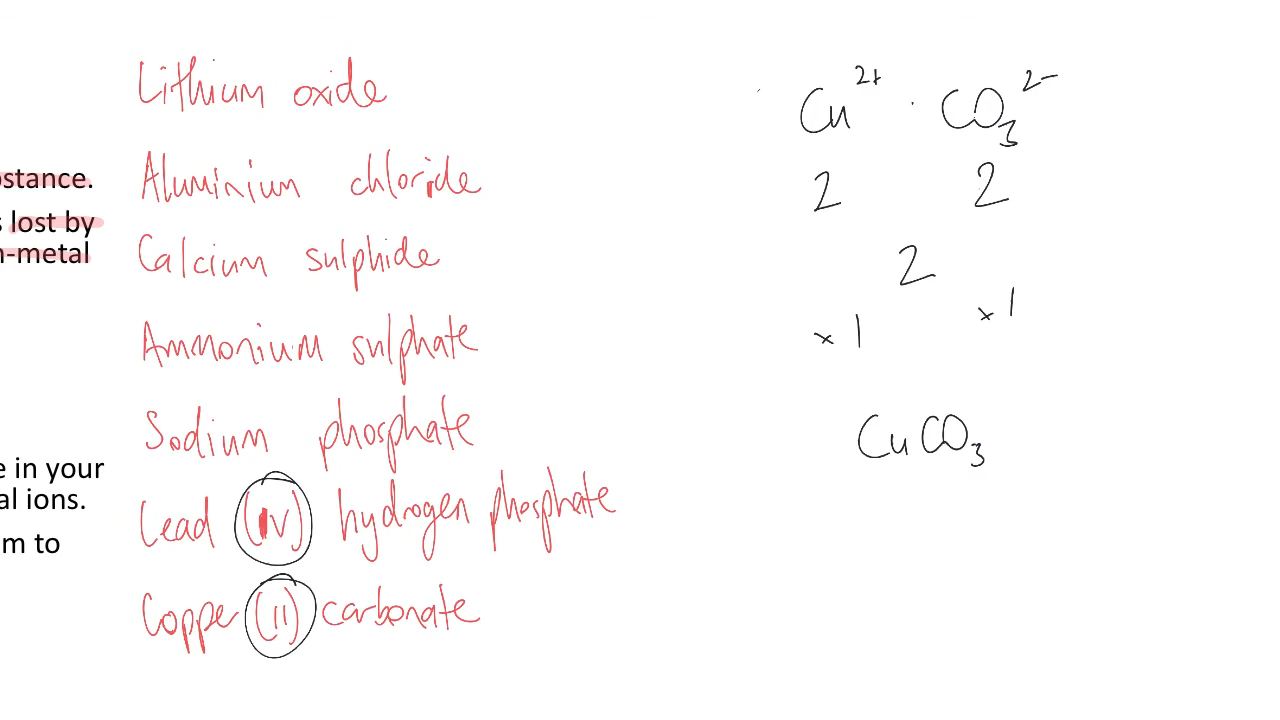 Lithium oxide
Cu2+ · CO32-
ostance.
Aluminium chloride
2 2
s lost by
n-metal
Calcium sulphide
2
x 1 x 1
Ammonium sulphate
Sodium phosphate
CuCO3
e in your
al ions.
Lead (IV) hydrogen phosphate
m to
Copper (II) carbonate